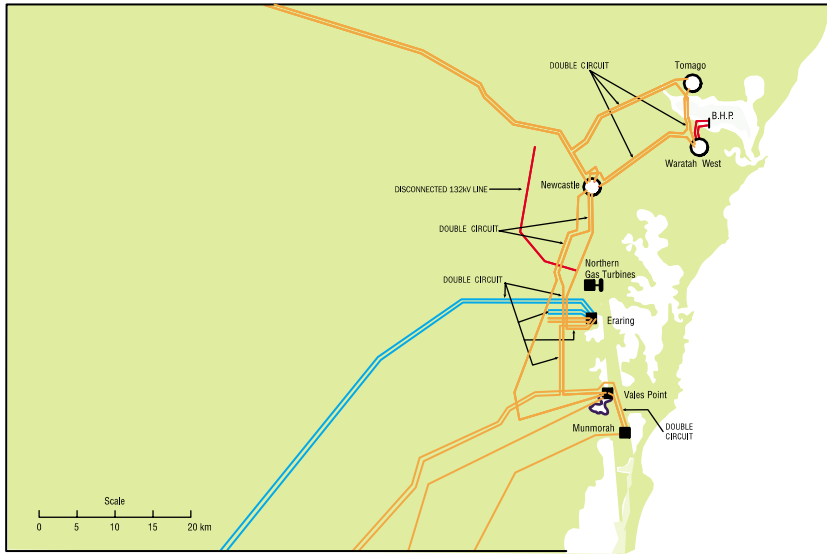 DOUBLE CIRCUIT
Tomago
B.H.P.
Waratah West
Newcastle
DISCONNECTED 132kV LINE
DOUBLE CIRCUIT
Northern
Gas Turbines
DOUBLE CIRCUIT
Eraring
Vales Point
Munmorah
DOUBLE
CIRCUIT
Scale
0 5 10 15 20 km